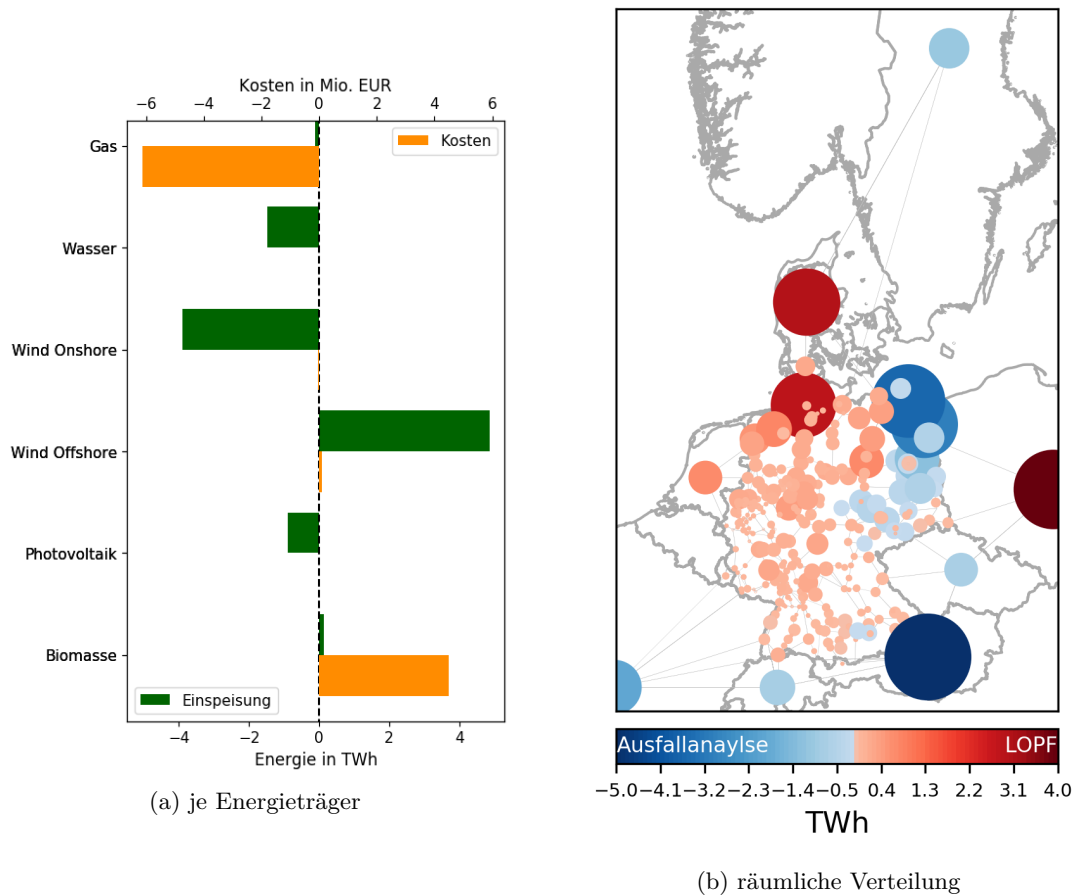 Kosten in Mio. EUR
−6 −4 −2 0 2 4 6
Kosten
Gas
Wasser
Wind Onshore
Wind Offshore
Photovoltaik
Biomasse
Einspeisung
−4 −2 0 2 4
Energie in TWh
(a) je Energieträger
Ausfallanaylse LOPF
−5.0 −4.1 −3.2 −2.3 −1.4 −0.5 0.4 1.3 2.2 3.1 4.0
TWh
(b) räumliche Verteilung